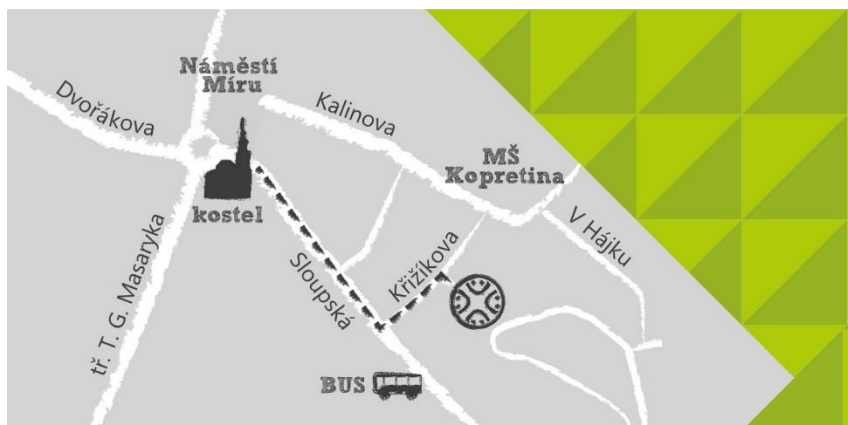 Náměstí
Míru
Dvořákova
Kalinova
MŠ
Kopretina
kostel
V Hájku
Křižíkova
Sloupská
tř. T. G. Masaryka
BUS